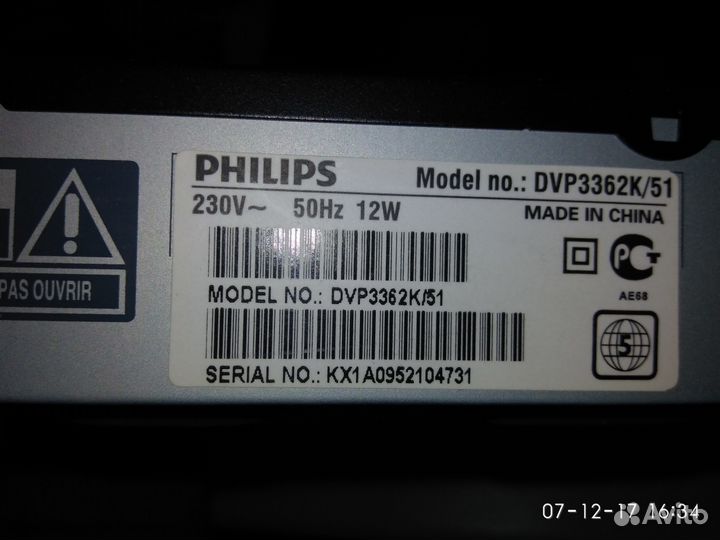 PHILIPS
Model no.: DVP3362K/51
230V~ 50Hz 12W
MADE IN CHINA
MODEL NO.: DVP3362K/51
AE68
5
SERIAL NO.: KX1A0952104731
PAS OUVRIR
07-12-17 16:34
Avito